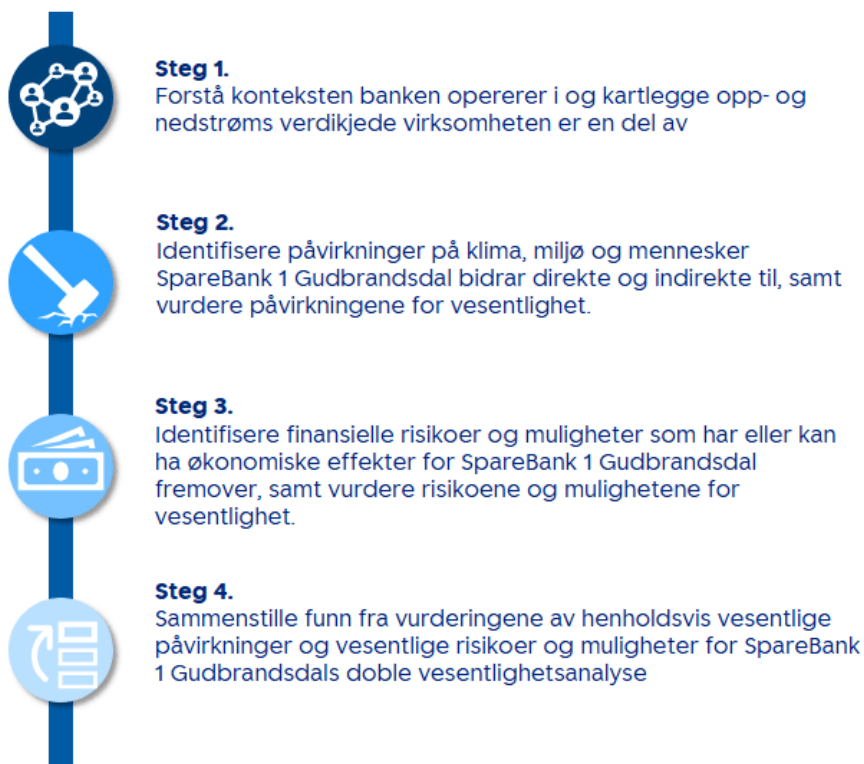 Steg 1.
Forstå konteksten banken opererer i og kartlegge opp- og
nedstrøms verdikjede virksomheten er en del av
Steg 2.
Identifisere påvirkninger på klima, miljø og mennesker
SpareBank 1 Gudbrandsdal bidrar direkte og indirekte til, samt
vurdere påvirkningene for vesentlighet.
Steg 3.
Identifisere finansielle risikoer og muligheter som har eller kan
ha økonomiske effekter for SpareBank 1 Gudbrandsdal
fremover, samt vurdere risikoene og mulighetene for
vesentlighet.
Steg 4.
Sammenstille funn fra vurderingene av henholdsvis vesentlige
påvirkninger og vesentlige risikoer og muligheter for SpareBank
1 Gudbrandsdals doble vesentlighetsanalyse